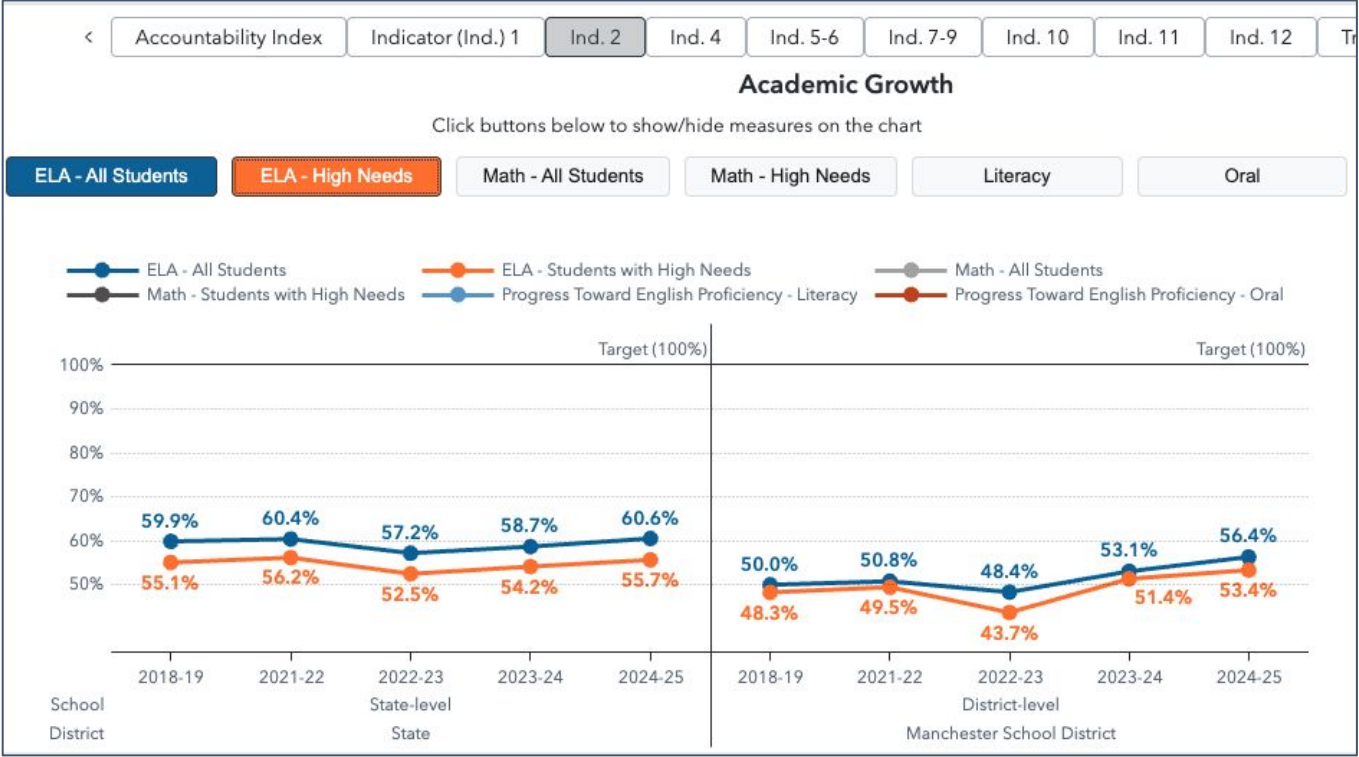 < Accountability Index Indicator (Ind.) 1 Ind. 2 Ind. 4 Ind. 5-6 Ind. 7-9 Ind. 10 Ind. 11 Ind. 12
Academic Growth
Click buttons below to show/hide measures on the chart
ELA - All Students ELA - High Needs Math - All Students Math - High Needs Literacy Oral
ELA - All Students ELA - Students with High Needs Math - All Students
Math - Students with High Needs Progress Toward English Proficiency - Literacy Progress Toward English Proficiency - Oral
Target (100%) Target (100%)
100%
90%
80%
70%
60%
50%
59.9% 60.4% 57.2% 58.7% 60.6%
55.1% 56.2% 52.5% 54.2% 55.7%
50.0% 50.8% 48.4% 53.1% 56.4%
48.3% 49.5% 43.7% 51.4% 53.4%
2018-19 2021-22 2022-23 2023-24 2024-25 2018-19 2021-22 2022-23 2023-24 2024-25
School State-level District-level
District State Manchester School District